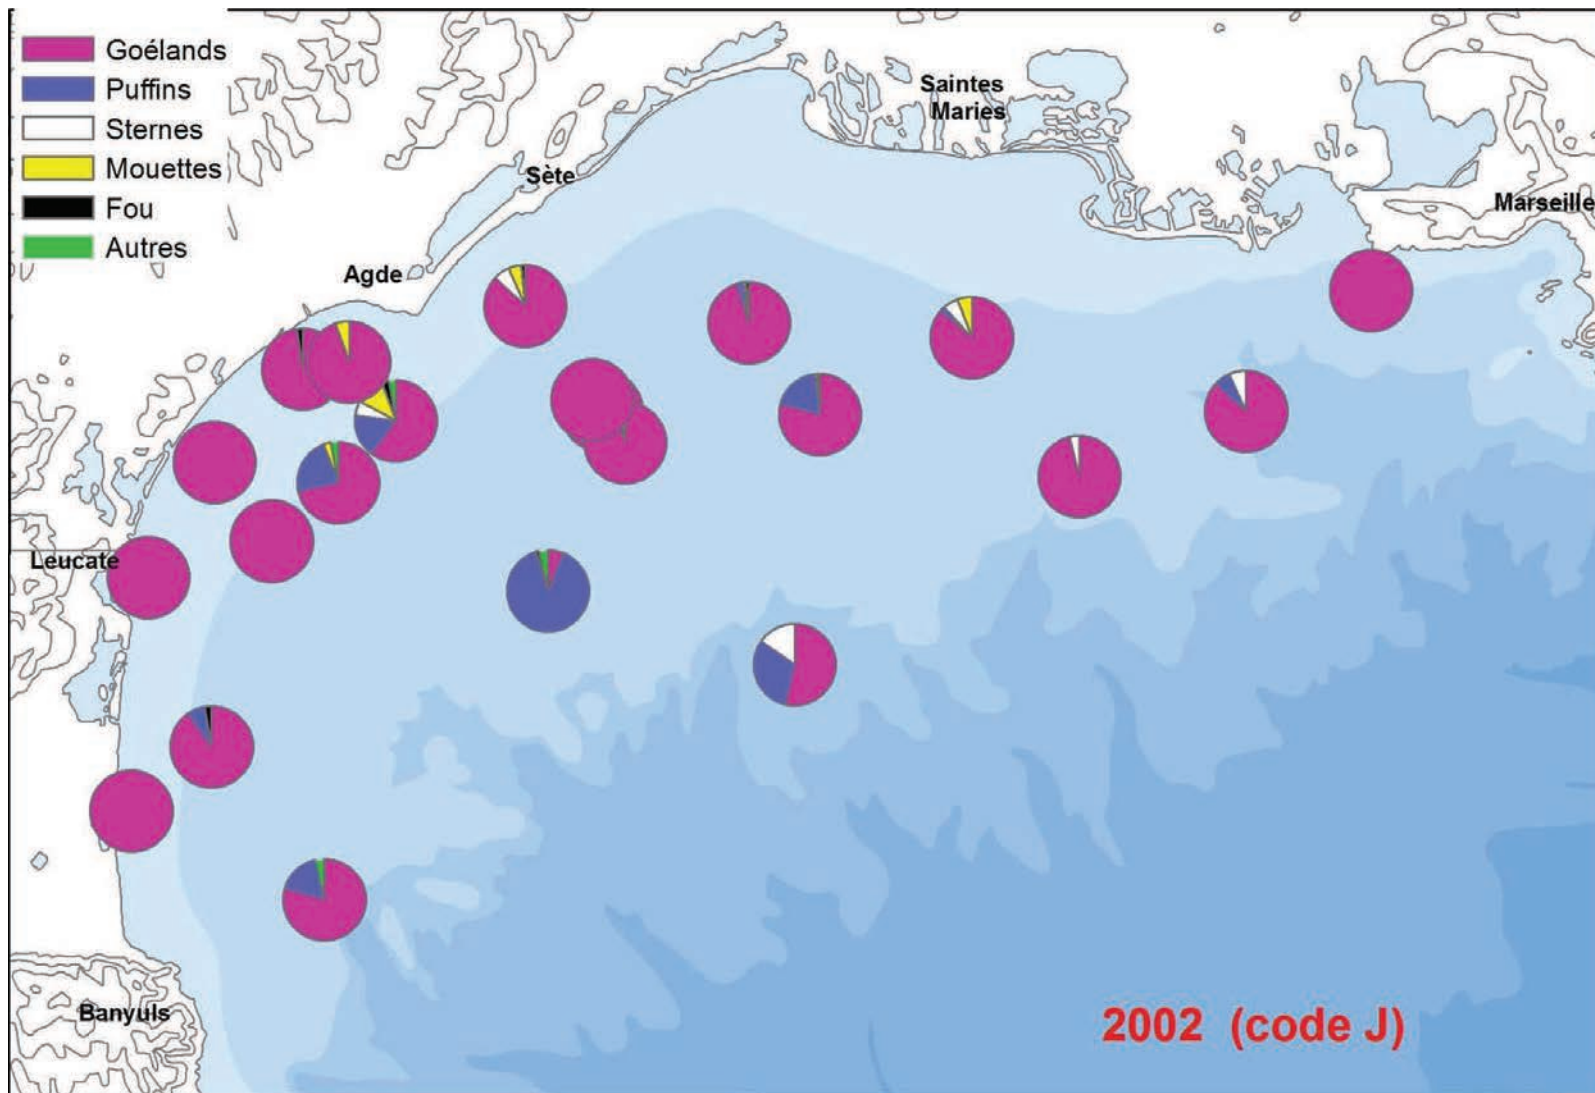 Goélands
Puffins
Sternes
Mouettes
Fou
Autres
Saintes
Maries
Sète
Marseille
Agde
Leucate
Banyuls
2002 (code J)